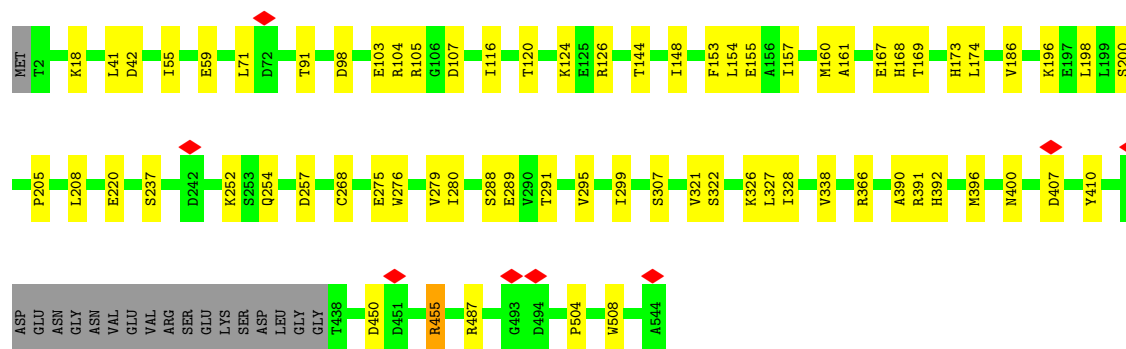 MET T2 K18 L41 D42 I55 E59 L71 D72 T91 D98 E103 R104 R105 G106 D107 I116 T120 K124 E125 R126 T144 I148 F153 L154 E155 A156 I157 M160 A161 E167 H168 T169 H173 L174 V186 K196 E197 L198 L199 S200
P205 L208 E220 S237 D242 K252 S253 Q254 D257 C268 E275 W276 V279 I280 S288 E289 V290 T291 V295 I299 S307 V321 S322 K326 L327 I328 V338 R366 A390 R391 H392 M396 N400 D407 Y410
ASP GLU ASN GLY ASN VAL GLU VAL ARG SER GLU LYS SER ASP LEU GLY GLY T438 D450 D451 R455 R487 G493 D494 P504 W508 A544